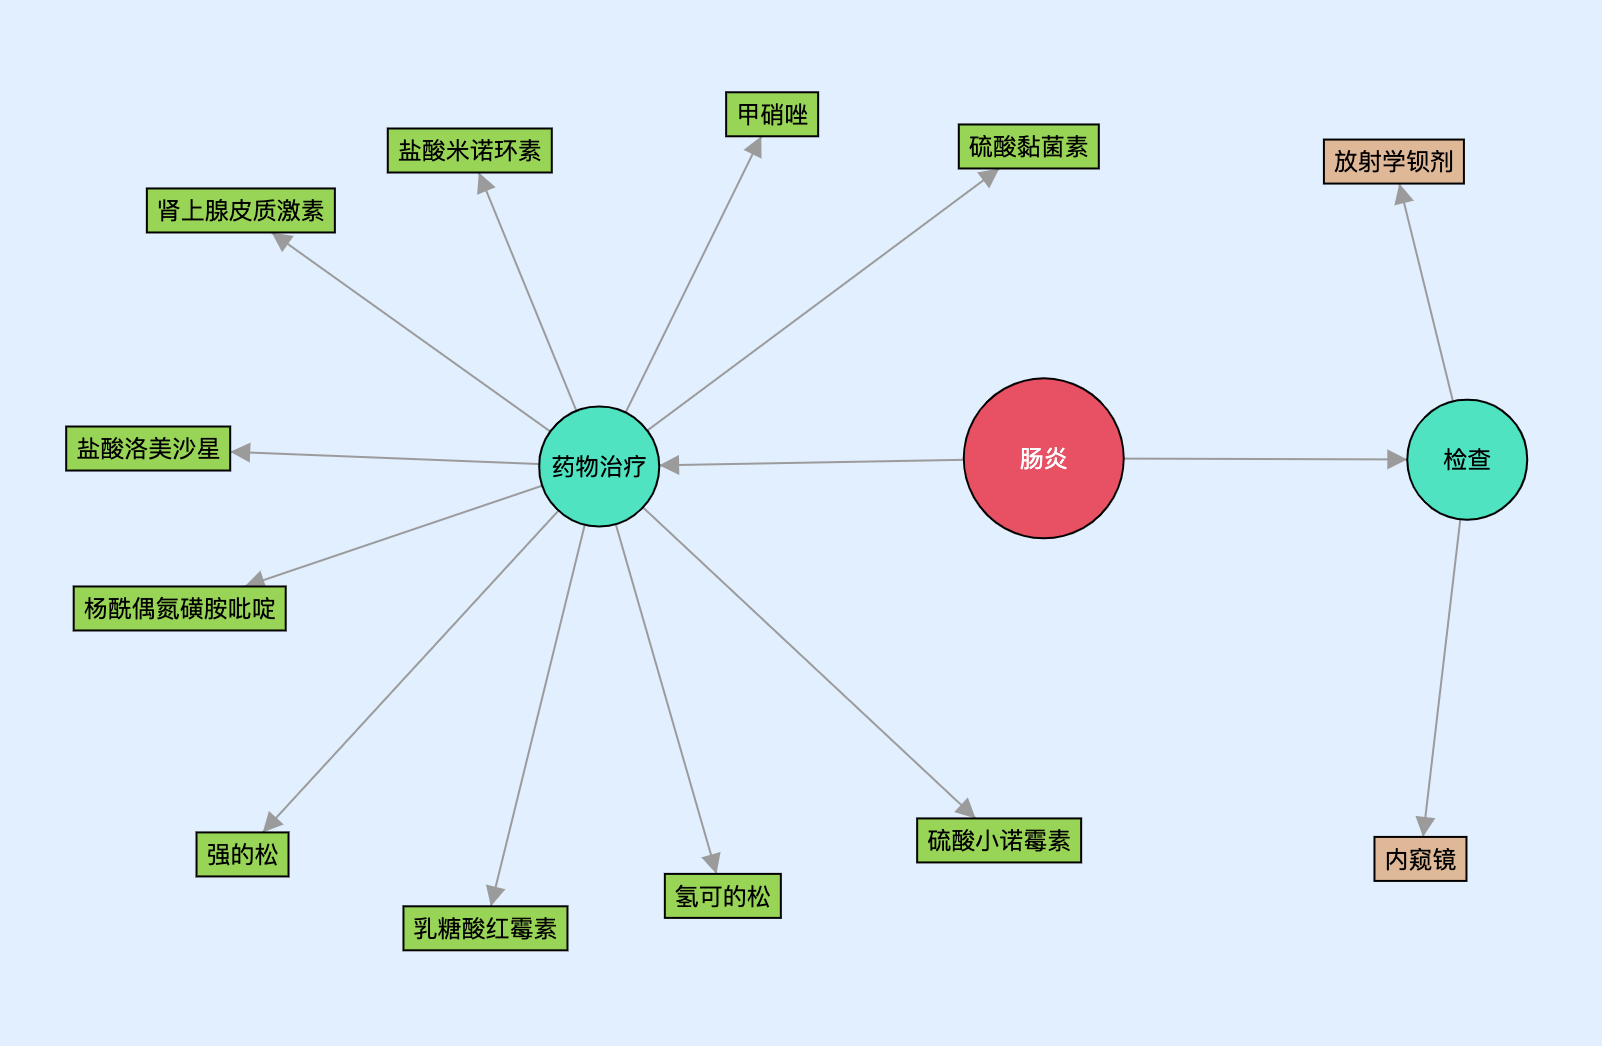 甲硝唑
硫酸黏菌素
盐酸米诺环素
放射学钡剂
肾上腺皮质激素
盐酸洛美沙星
药物治疗
肠炎
检查
杨酰偶氮磺胺吡啶
强的松
硫酸小诺霉素
内窥镜
氢可的松
乳糖酸红霉素